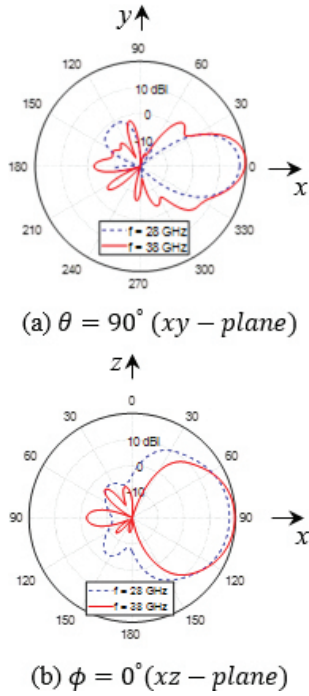 y
90
120 60
10 dBi
150 30
0
10
180 0
x
210 330
f = 28 GHz
f = 38 GHz
240 300
270
(a) θ = 90° (xy − plane)
z
0
30 30
10 dBi
60 60
0
-10
90 90
x
120 120
f = 28 GHz
f = 38 GHz
150 150
180
(b) ϕ = 0°(xz − plane)